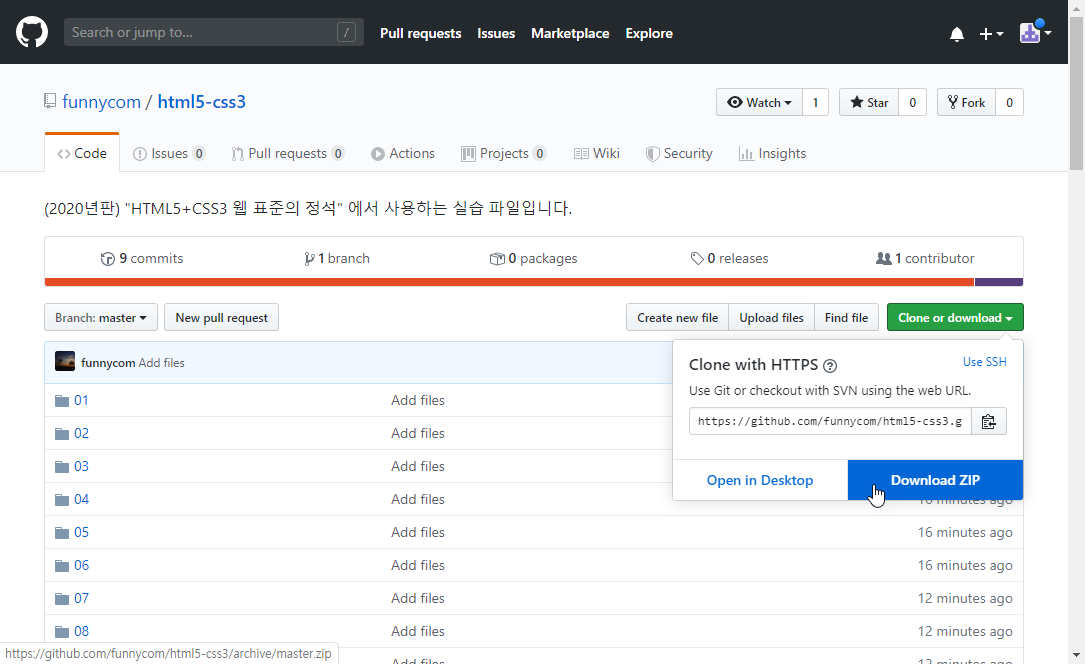 Search or jump to... / Pull requests Issues Marketplace Explore
funnycom / html5-css3 Watch 1 Star 0 Fork 0
Code Issues 0 Pull requests 0 Actions Projects 0 Wiki Security Insights
(2020년판) "HTML5+CSS3 웹 표준의 정석" 에서 사용하는 실습 파일입니다.
9 commits 1 branch 0 packages 0 releases 1 contributor
Branch: master New pull request Create new file Upload files Find file Clone or download
funnycom Add files
Clone with HTTPS ? Use SSH
Use Git or checkout with SVN using the web URL.
https://github.com/funnycom/html5-css3.g
Open in Desktop Download ZIP
01 Add files
02 Add files
03 Add files
04 Add files 16 minutes ago
05 Add files 16 minutes ago
06 Add files 16 minutes ago
07 Add files 12 minutes ago
08 Add files 12 minutes ago
Add files 12 minutes ago
https://github.com/funnycom/html5-css3/archive/master.zip